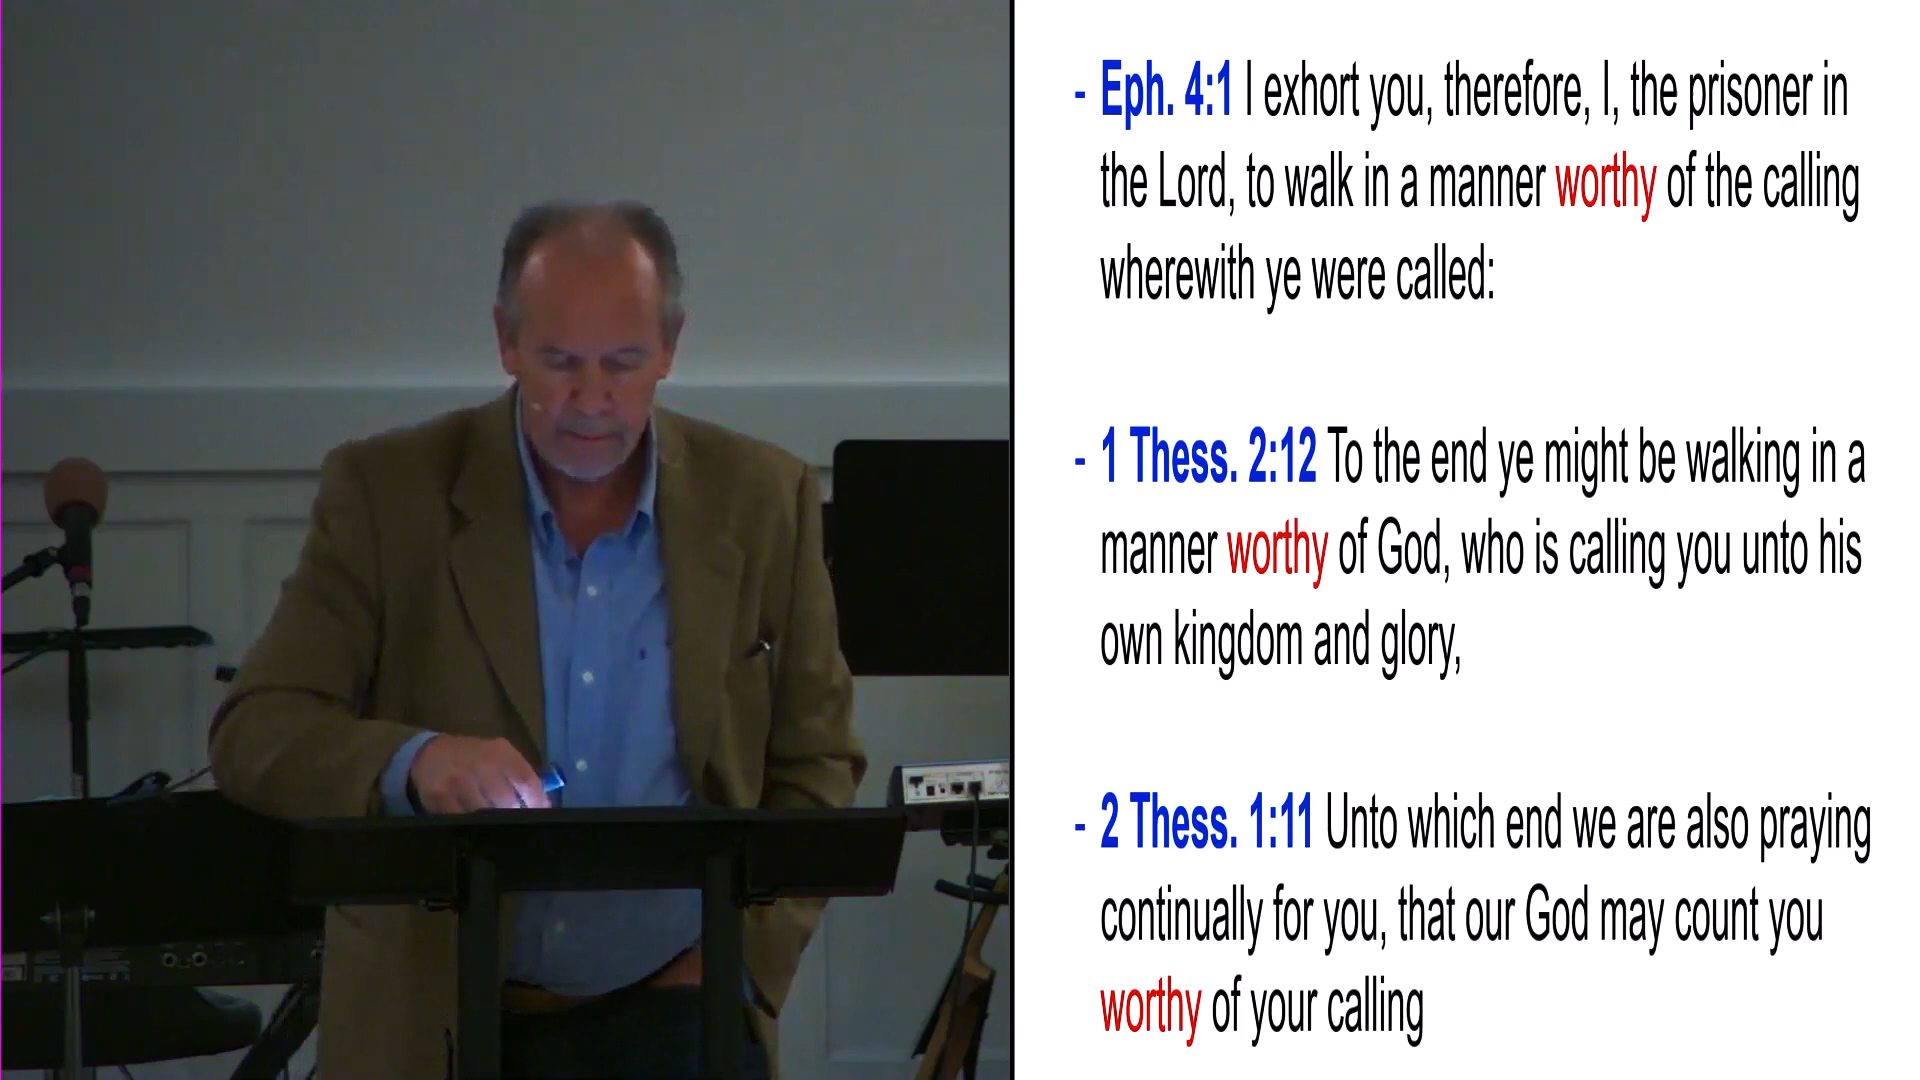 - Eph. 4:1 I exhort you, therefore, I, the prisoner in
the Lord, to walk in a manner worthy of the calling
wherewith ye were called:
- 1 Thess. 2:12 To the end ye might be walking in a
manner worthy of God, who is calling you unto his
own kingdom and glory,
- 2 Thess. 1:11 Unto which end we are also praying
continually for you, that our God may count you
worthy of your calling